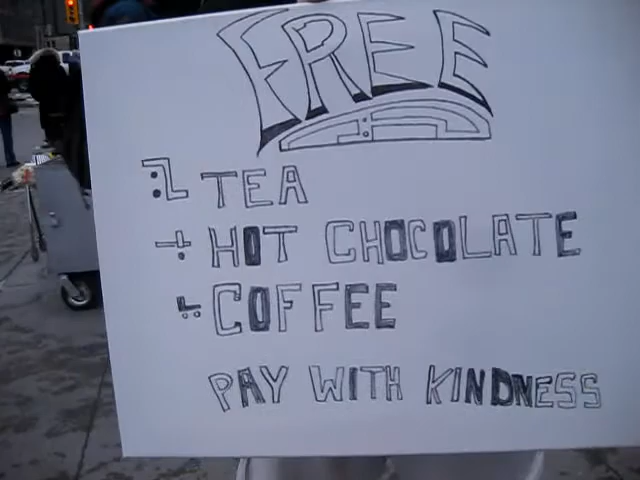 FREE
TEA
HOT CHOCOLATE
COFFEE
PAY WITH KINDNESS